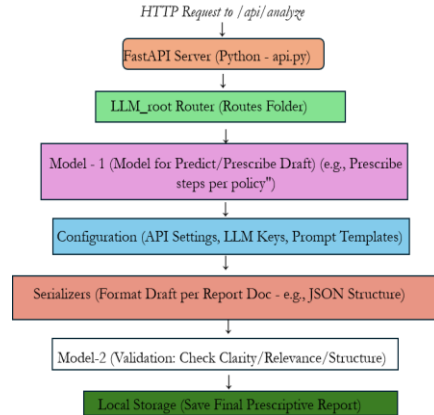 HTTP Request to /api/analyze
FastAPI Server (Python - api.py)
LLM_root Router (Routes Folder)
Model - 1 (Model for Predict/Prescribe Draft) (e.g., Prescribe
steps per policy")
Configuration (API Settings, LLM Keys, Prompt Templates)
Serializers (Format Draft per Report Doc - e.g., JSON Structure)
Model-2 (Validation: Check Clarity/Relevance/Structure)
Local Storage (Save Final Prescriptive Report)